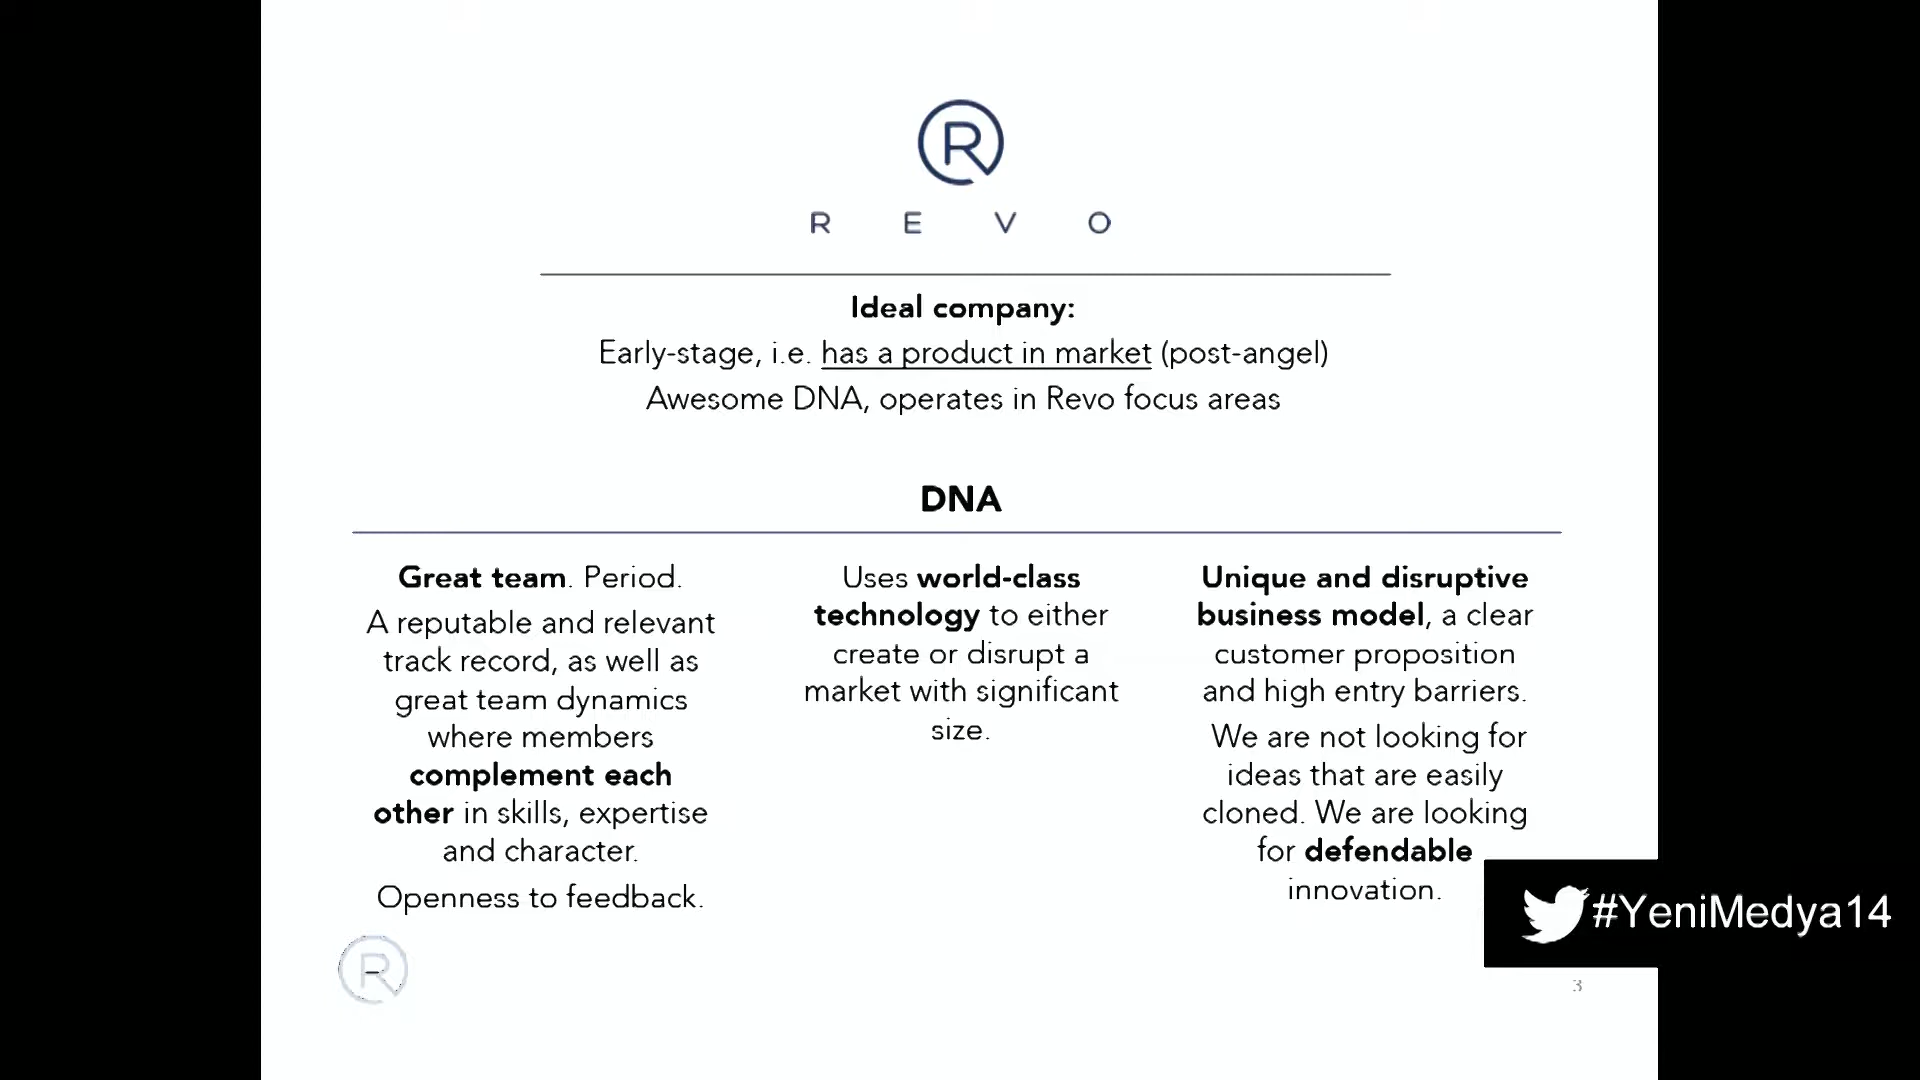 R
R E V O
Ideal company:
Early-stage, i.e. has a product in market (post-angel)
Awesome DNA, operates in Revo focus areas
DNA
Great team. Period.
A reputable and relevant
track record, as well as
great team dynamics
where members
complement each
other in skills, expertise
and character.
Openness to feedback.
Uses world-class
technology to either
create or disrupt a
market with significant
size.
Unique and disruptive
business model, a clear
customer proposition
and high entry barriers.
We are not looking for
ideas that are easily
cloned. We are looking
for defendable
innovation.
#YeniMedya14
R
3